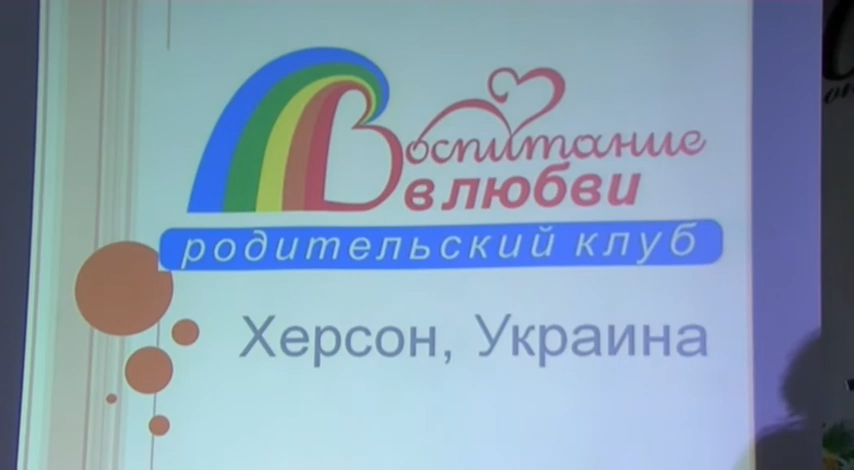 Воспитание
в любви
родительский клуб
Херсон, Украина